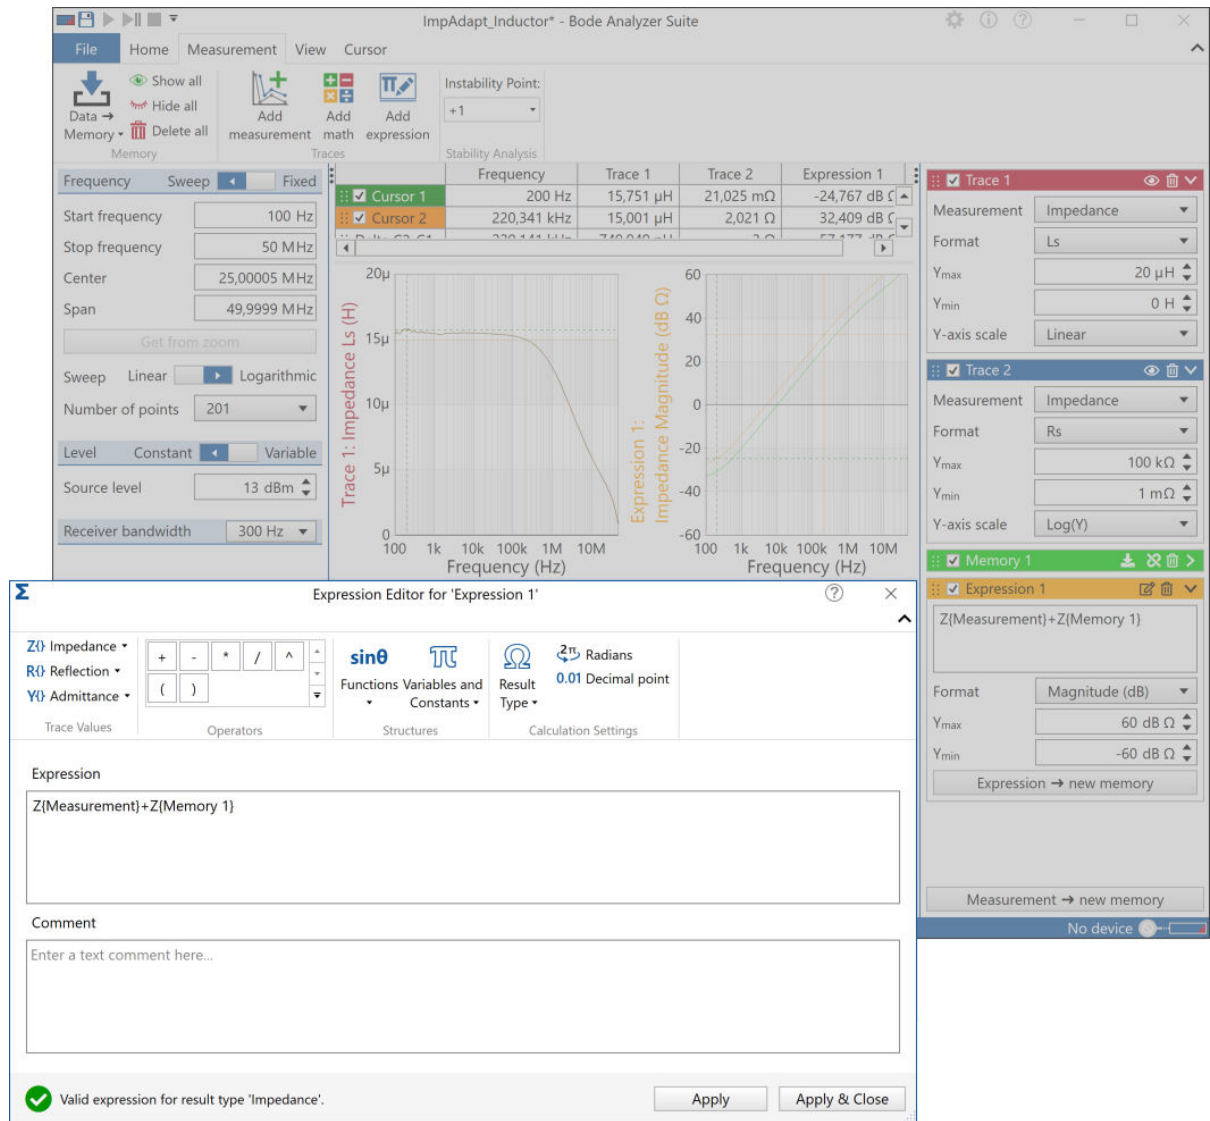 ImpAdapt_Inductor* - Bode Analyzer Suite
File Home Measurement View Cursor
Data → Memory
Show all
Hide all
Delete all
Memory
Add measurement
Add math
Add expression
Traces
Instability Point:
+1
Stability Analysis
Frequency Sweep Fixed
Start frequency 100 Hz
Stop frequency 50 MHz
Center 25,00005 MHz
Span 49,9999 MHz
Get from zoom
Sweep Linear Logarithmic
Number of points 201
Level Constant Variable
Source level 13 dBm
Receiver bandwidth 300 Hz
Frequency Trace 1 Trace 2 Expression 1
Cursor 1 200 Hz 15,751 µH 21,025 mΩ -24,767 dB
Cursor 2 220,341 kHz 15,001 µH 2,021 Ω 32,409 dB
Trace 1: Impedance Ls (H)
20µ
15µ
10µ
5µ
0
100 1k 10k 100k 1M 10M
Frequency (Hz)
Expression 1:
Impedance Magnitude (dB Ω)
60
40
20
0
-20
-40
-60
100 1k 10k 100k 1M 10M
Frequency (Hz)
Trace 1
Measurement Impedance
Format Ls
Ymax 20 µH
Ymin 0 H
Y-axis scale Linear
Trace 2
Measurement Impedance
Format Rs
Ymax 100 kΩ
Ymin 1 mΩ
Y-axis scale Log(Y)
Memory 1
Expression 1
Z{Measurement}+Z{Memory 1}
Format Magnitude (dB)
Ymax 60 dB Ω
Ymin -60 dB Ω
Expression → new memory
Measurement → new memory
No device
Σ Expression Editor for 'Expression 1'
Z{} Impedance
R{} Reflection
Y{} Admittance
Trace Values
+ - * / ^
( )
Operators
sinθ Functions
π Variables and Constants
Structures
Ω Result Type
2π Radians
0.01 Decimal point
Calculation Settings
Expression
Z{Measurement}+Z{Memory 1}
Comment
Enter a text comment here...
Valid expression for result type 'Impedance'.
Apply
Apply & Close